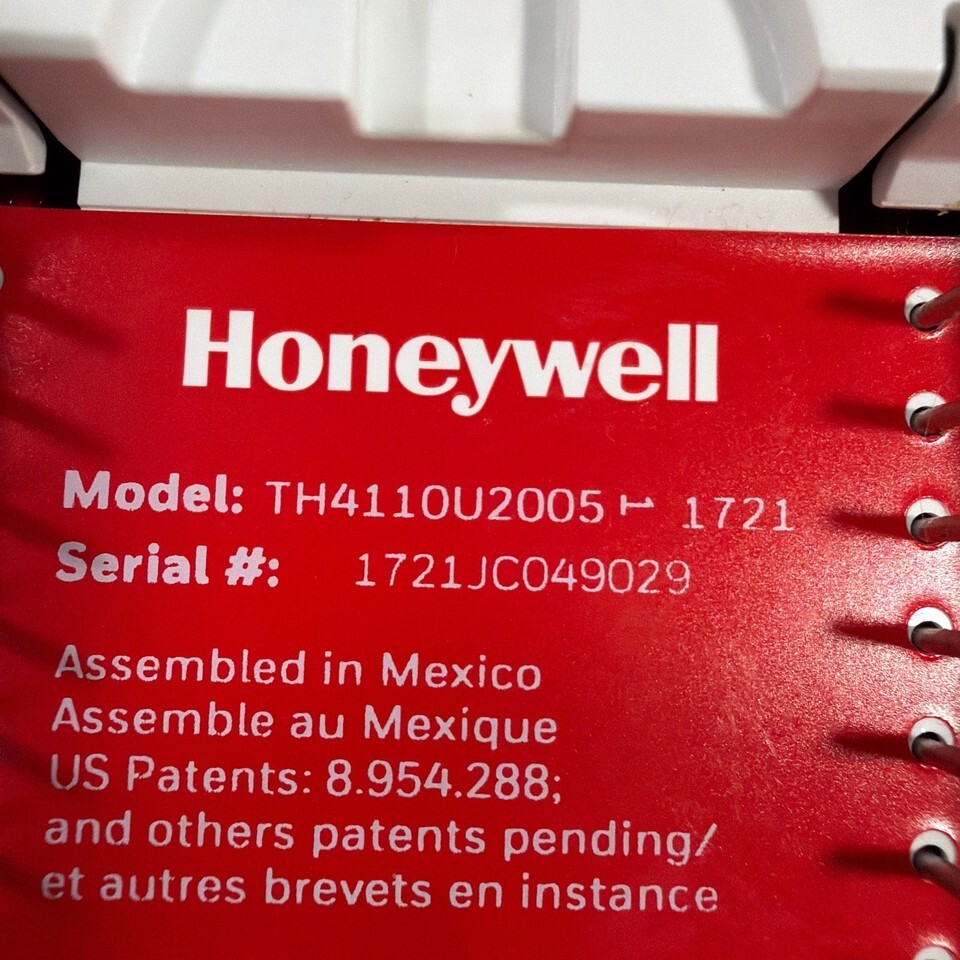 Honeywell
Model: TH4110U2005 1721
Serial #: 1721JC049029
Assembled in Mexico
Assemble au Mexique
US Patents: 8.954.288;
and others patents pending/
et autres brevets en instance